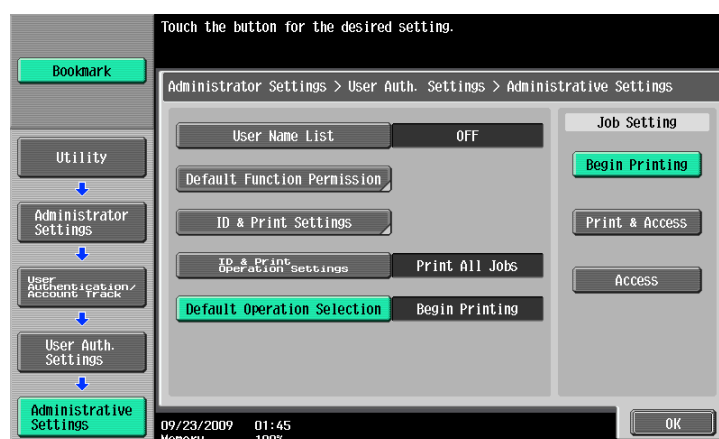 Touch the button for the desired setting.
Bookmark
Administrator Settings > User Auth. Settings > Administrative Settings
Utility
Administrator
Settings
User
Authentication/
Account Track
User Auth.
Settings
Administrative
Settings
User Name List
OFF
Default Function Permission
ID & Print Settings
ID & Print
Operation Settings
Print All Jobs
Default Operation Selection
Begin Printing
Job Setting
Begin Printing
Print & Access
Access
09/23/2009 01:45
Memory 100%
OK